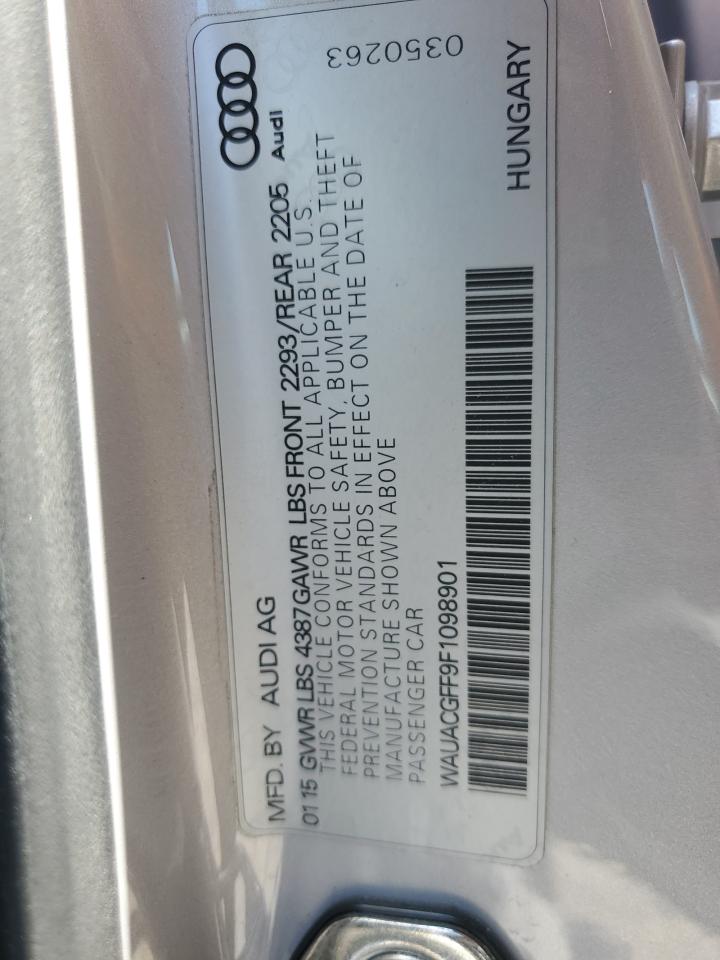 MFD. BY AUDI AG
Audi
01 15 GVWR LBS 4387 GAWR LBS FRONT 2293/REAR 2205
THIS VEHICLE CONFORMS TO ALL APPLICABLE U.S.
FEDERAL MOTOR VEHICLE SAFETY, BUMPER AND THEFT
PREVENTION STANDARDS IN EFFECT ON THE DATE OF
MANUFACTURE SHOWN ABOVE
PASSENGER CAR
WAUACGFF9F1098901
HUNGARY
0350263